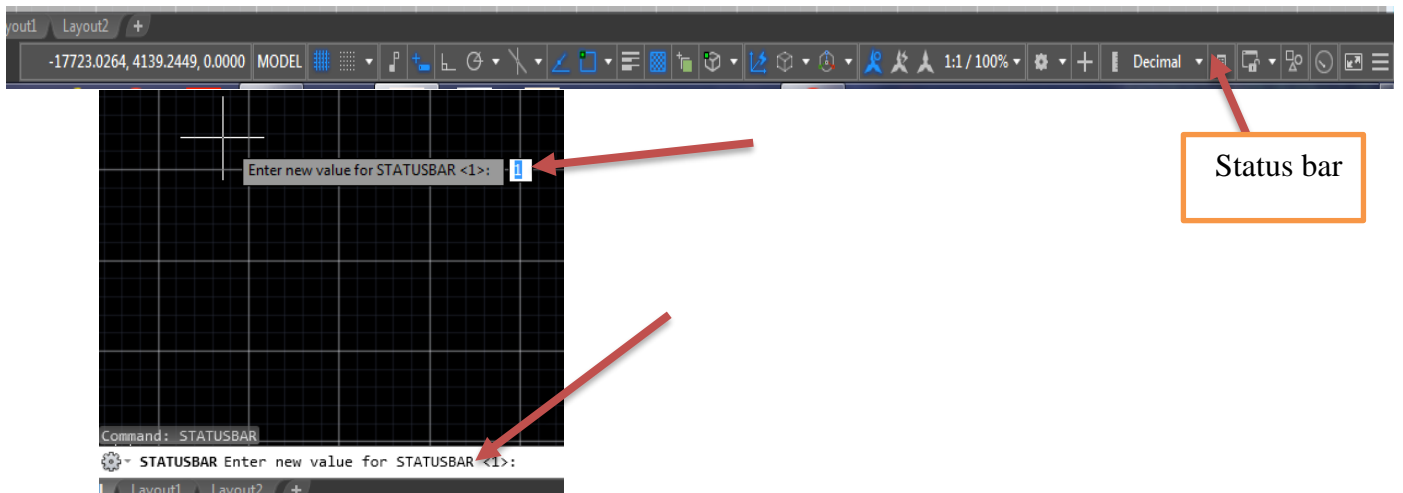 yout1 Layout2 +
-17723.0264, 4139.2449, 0.0000 MODEL 1:1 / 100% Decimal
Enter new value for STATUSBAR <1>: 1
Status bar
Command: STATUSBAR
STATUSBAR Enter new value for STATUSBAR <1>:
Layout1 Layout2 +